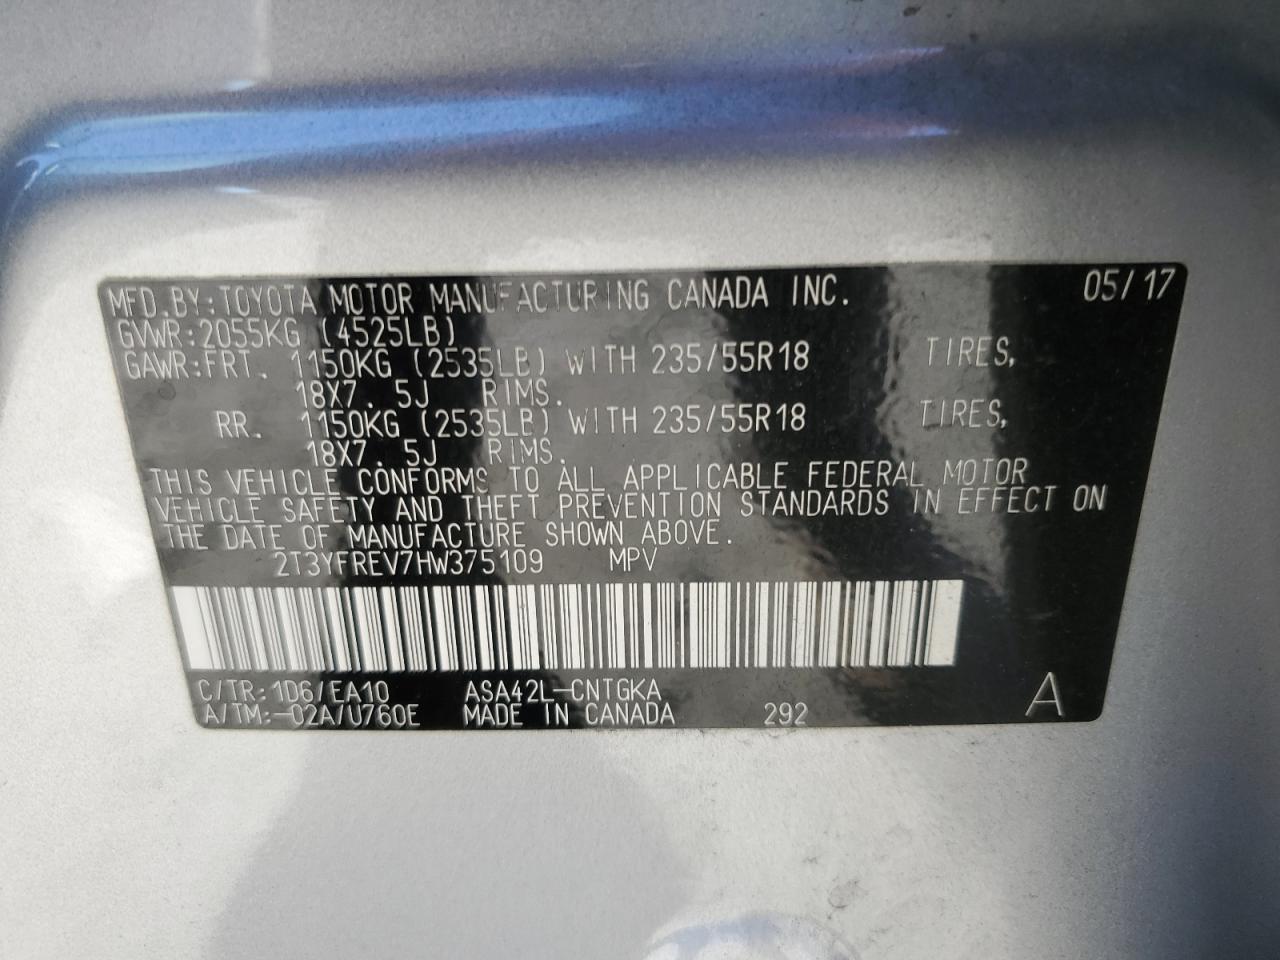 MFD.BY:TOYOTA MOTOR MANUFACTURING CANADA INC. 05/17
GVWR:2055KG (4525LB)
GAWR:FRT. 1150KG (2535LB) WITH 235/55R18 TIRES,
18X7.5J RIMS.
RR. 1150KG (2535LB) WITH 235/55R18 TIRES,
18X7.5J RIMS.
THIS VEHICLE CONFORMS TO ALL APPLICABLE FEDERAL MOTOR
VEHICLE SAFETY AND THEFT PREVENTION STANDARDS IN EFFECT ON
THE DATE OF MANUFACTURE SHOWN ABOVE.
2T3YFREV7HW375109 MPV
C/TR:1D6/EA10 ASA42L-CNTGKA A
A/TM:-02A/U760E MADE IN CANADA 292